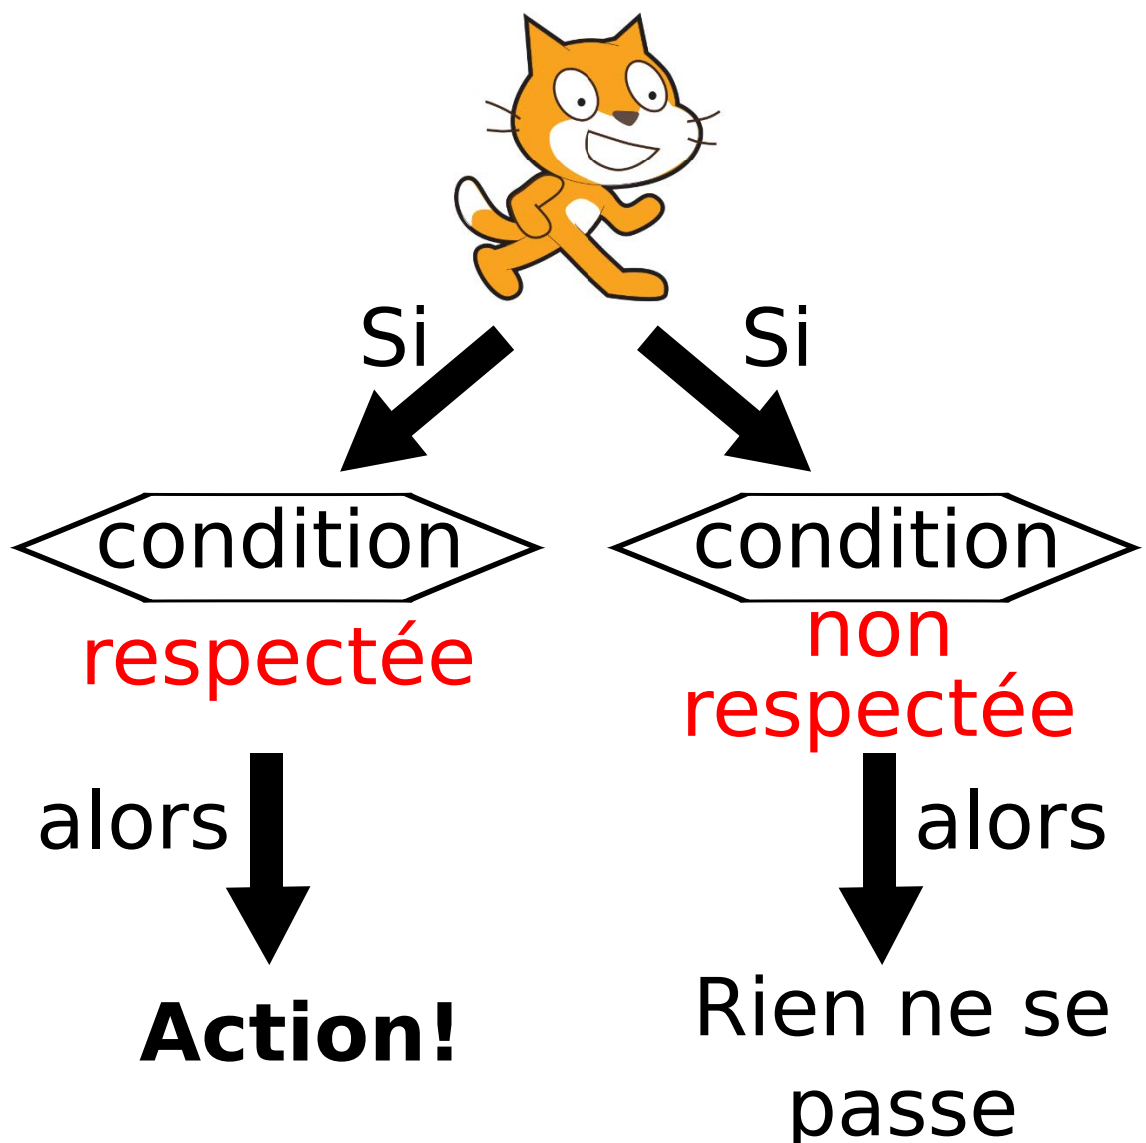 Si
Si
condition
condition
respectée
non
respectée
alors
alors
Action!
Rien ne se
passe